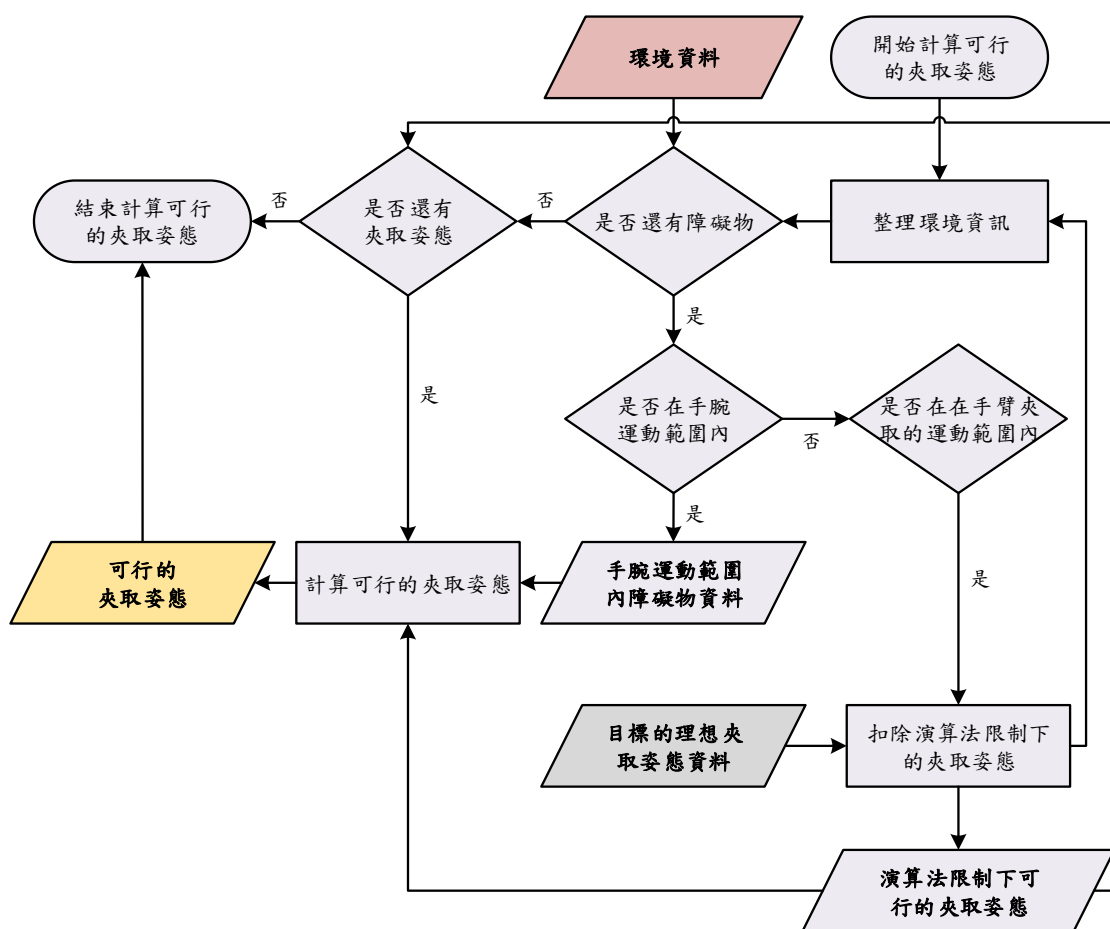 環境資料
開始計算可行
的夾取姿態
結束計算可行
的夾取姿態
否
是否還有
夾取姿態
否
是否還有障礙物
整理環境資訊
是
是
是否在手腕
運動範圍內
否
是否在在手臂夾
取的運動範圍內
是
可行的
夾取姿態
計算可行的夾取姿態
手腕運動範圍
內障礙物資料
是
目標的理想夾
取姿態資料
扣除演算法限制下
的夾取姿態
演算法限制下可
行的夾取姿態